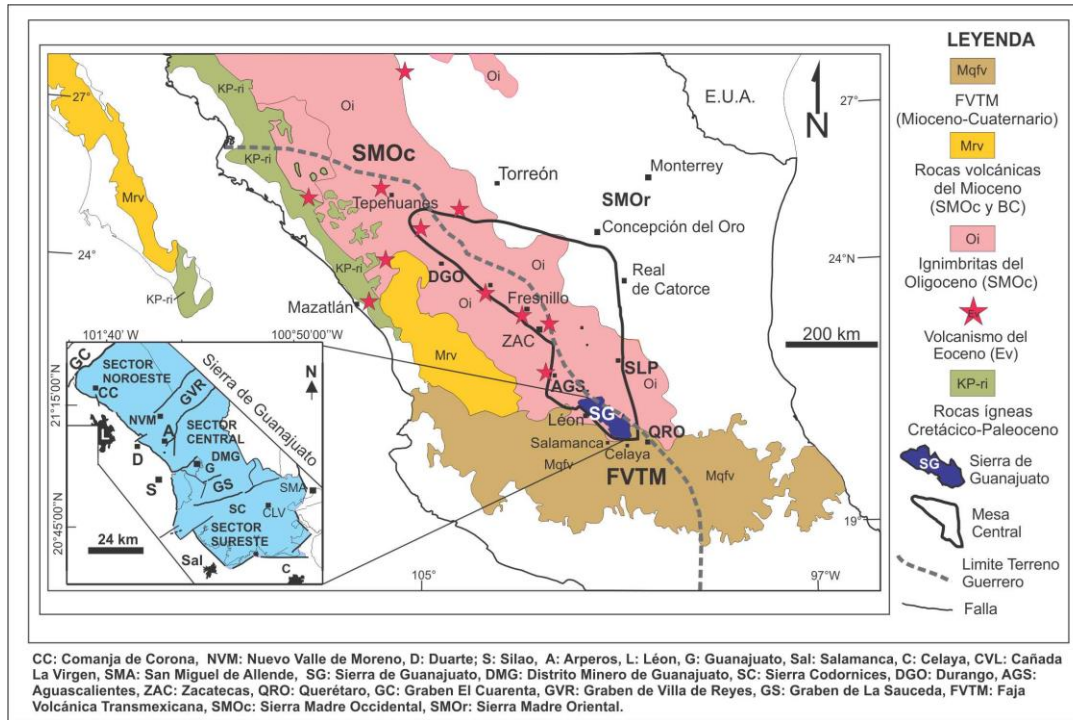 27°
KP-ri
Oi
Oi
E.U.A.
N
27°
KP-ri
SMOc
Mrv
Torreón
Monterrey
Tepehuanes
SMOr
Concepción del Oro
24°
KP-ri
DGO
Oi
24°N
KP-ri
Oi
Fresnillo
Real
de Catorce
Mazatlán
ZAC
200 km
Mrv
SLP
Oi
AGS
SG
Léon
QRO
Salamanca
Celaya
Mqfv
FVTM
Mqfv
19°
105°
97°W
101°40' W
100°50'00" W
21°15'00"N
20°45'00"N
GC
SECTOR
NOROESTE
Sierra de Guanajuato
N
CC
GVR
NVM
SECTOR
CENTRAL
L
A
D
DMG
G
S
GS
SMA
SC
CLV
SECTOR
SURESTE
24 km
Sal
C
LEYENDA
Mqfv
FVTM
(Mioceno-Cuaternario)
Mrv
Rocas volcánicas
del Mioceno
(SMOc y BC)
Oi
Ignimbritas del
Oligoceno (SMOc)
Ev
Volcanismo del
Eoceno (Ev)
KP-ri
Rocas ígneas
Cretácico-Paleoceno
SG
Sierra de
Guanajuato
Mesa
Central
Limite Terreno
Guerrero
Falla
CC: Comanja de Corona, NVM: Nuevo Valle de Moreno, D: Duarte; S: Silao, A: Arperos, L: Léon, G: Guanajuato, Sal: Salamanca, C: Celaya, CVL: Cañada
La Virgen, SMA: San Miguel de Allende, SG: Sierra de Guanajuato, DMG: Distrito Minero de Guanajuato, SC: Sierra Codornices, DGO: Durango, AGS:
Aguascalientes, ZAC: Zacatecas, QRO: Querétaro, GC: Graben El Cuarenta, GVR: Graben de Villa de Reyes, GS: Graben de La Sauceda, FVTM: Faja
Volcánica Transmexicana, SMOc: Sierra Madre Occidental, SMOr: Sierra Madre Oriental.